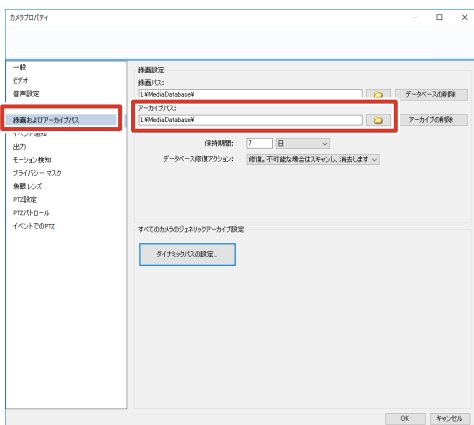 カメラプロパティ
一般
ビデオ
音声設定
録画およびアーカイブパス
イベント通知
出力
モーション検知
プライバシー マスク
魚眼 レンズ
PTZ設定
PTZパトロール
イベントでのPTZ
録画設定
録画パス:
L:¥MediaDatabase¥
データベースの削除
アーカイブパス:
L:¥MediaDatabase¥
アーカイブの削除
保持期間: 7 日
データベース修復アクション: 修復。不可能な場合はスキャンし、消去します
すべてのカメラのジェネリックアーカイブ設定
ダイナミックパスの設定...
OK キャンセル